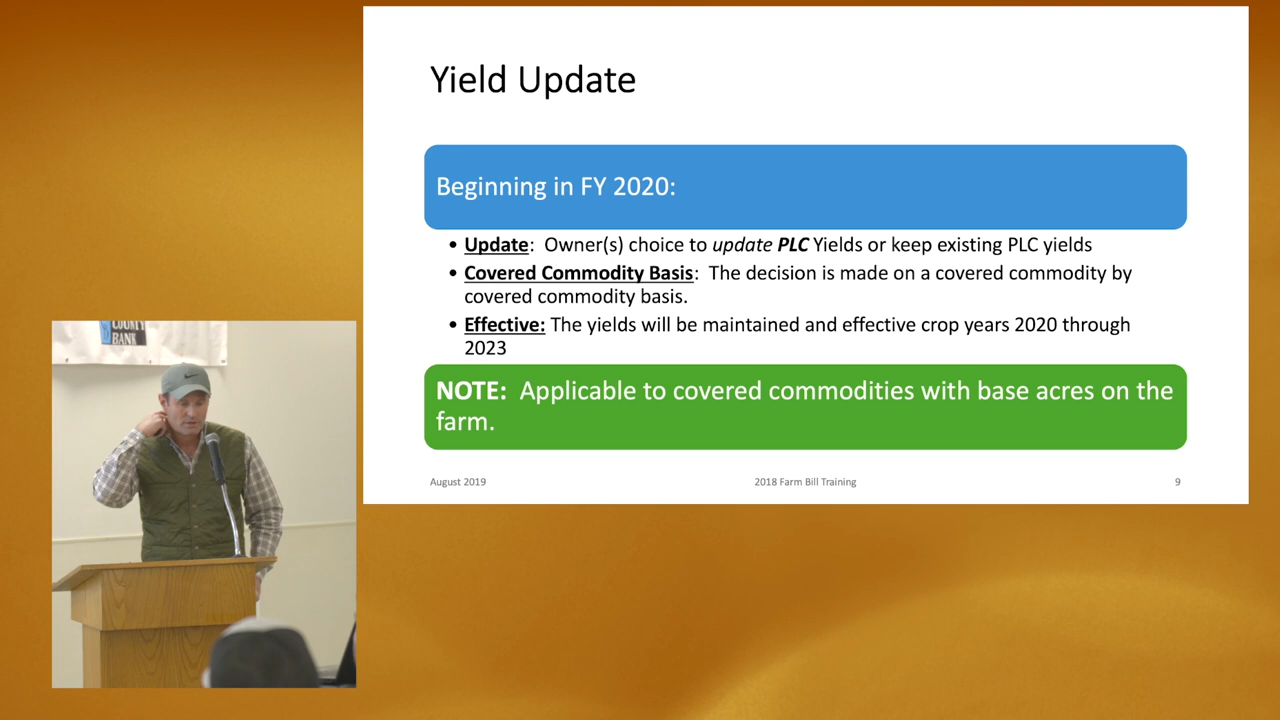 Yield Update
Beginning in FY 2020:
• Update: Owner(s) choice to update PLC Yields or keep existing PLC yields
• Covered Commodity Basis: The decision is made on a covered commodity by
covered commodity basis.
• Effective: The yields will be maintained and effective crop years 2020 through
2023
NOTE: Applicable to covered commodities with base acres on the
farm.
August 2019
2018 Farm Bill Training
9
COUNTY
BANK